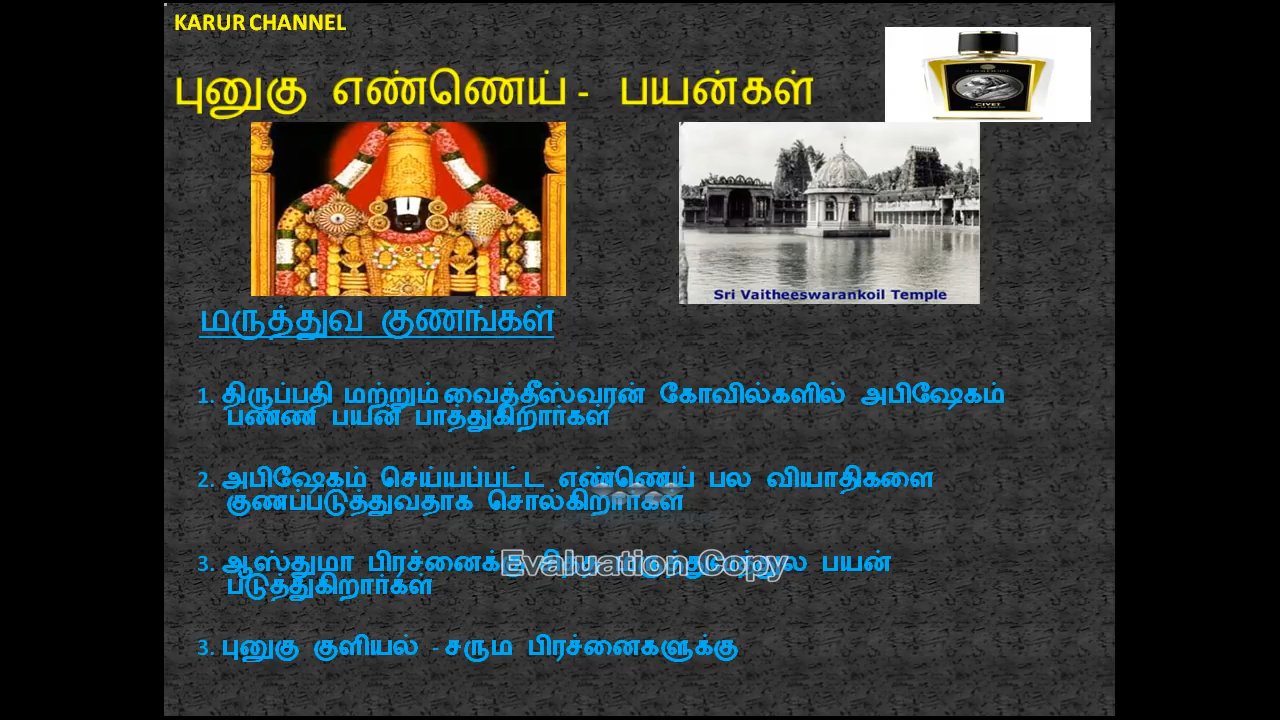 KARUR CHANNEL
புனுகு எண்ணெய் - பயன்கள்
CIVET
Sri Vaitheeswarankoil Temple
மருத்துவ குணங்கள்
1. திருப்பதி மற்றும் வைத்தீஸ்வரன் கோவில்களில் அபிஷேகம்
பண்ணி பயன் பாத்துகிறார்கள்
2. அபிஷேகம் செய்யப்பட்ட எண்ணெய் பல வியாதிகளை
குணப்படுத்துவதாக சொல்கிறார்கள்
3. ஆஸ்துமா பிரச்னைக்கு பயன்
Evaluation Copy
படுத்துகிறார்கள்
3. புனுகு குளியல் - சரும பிரச்னைகளுக்கு